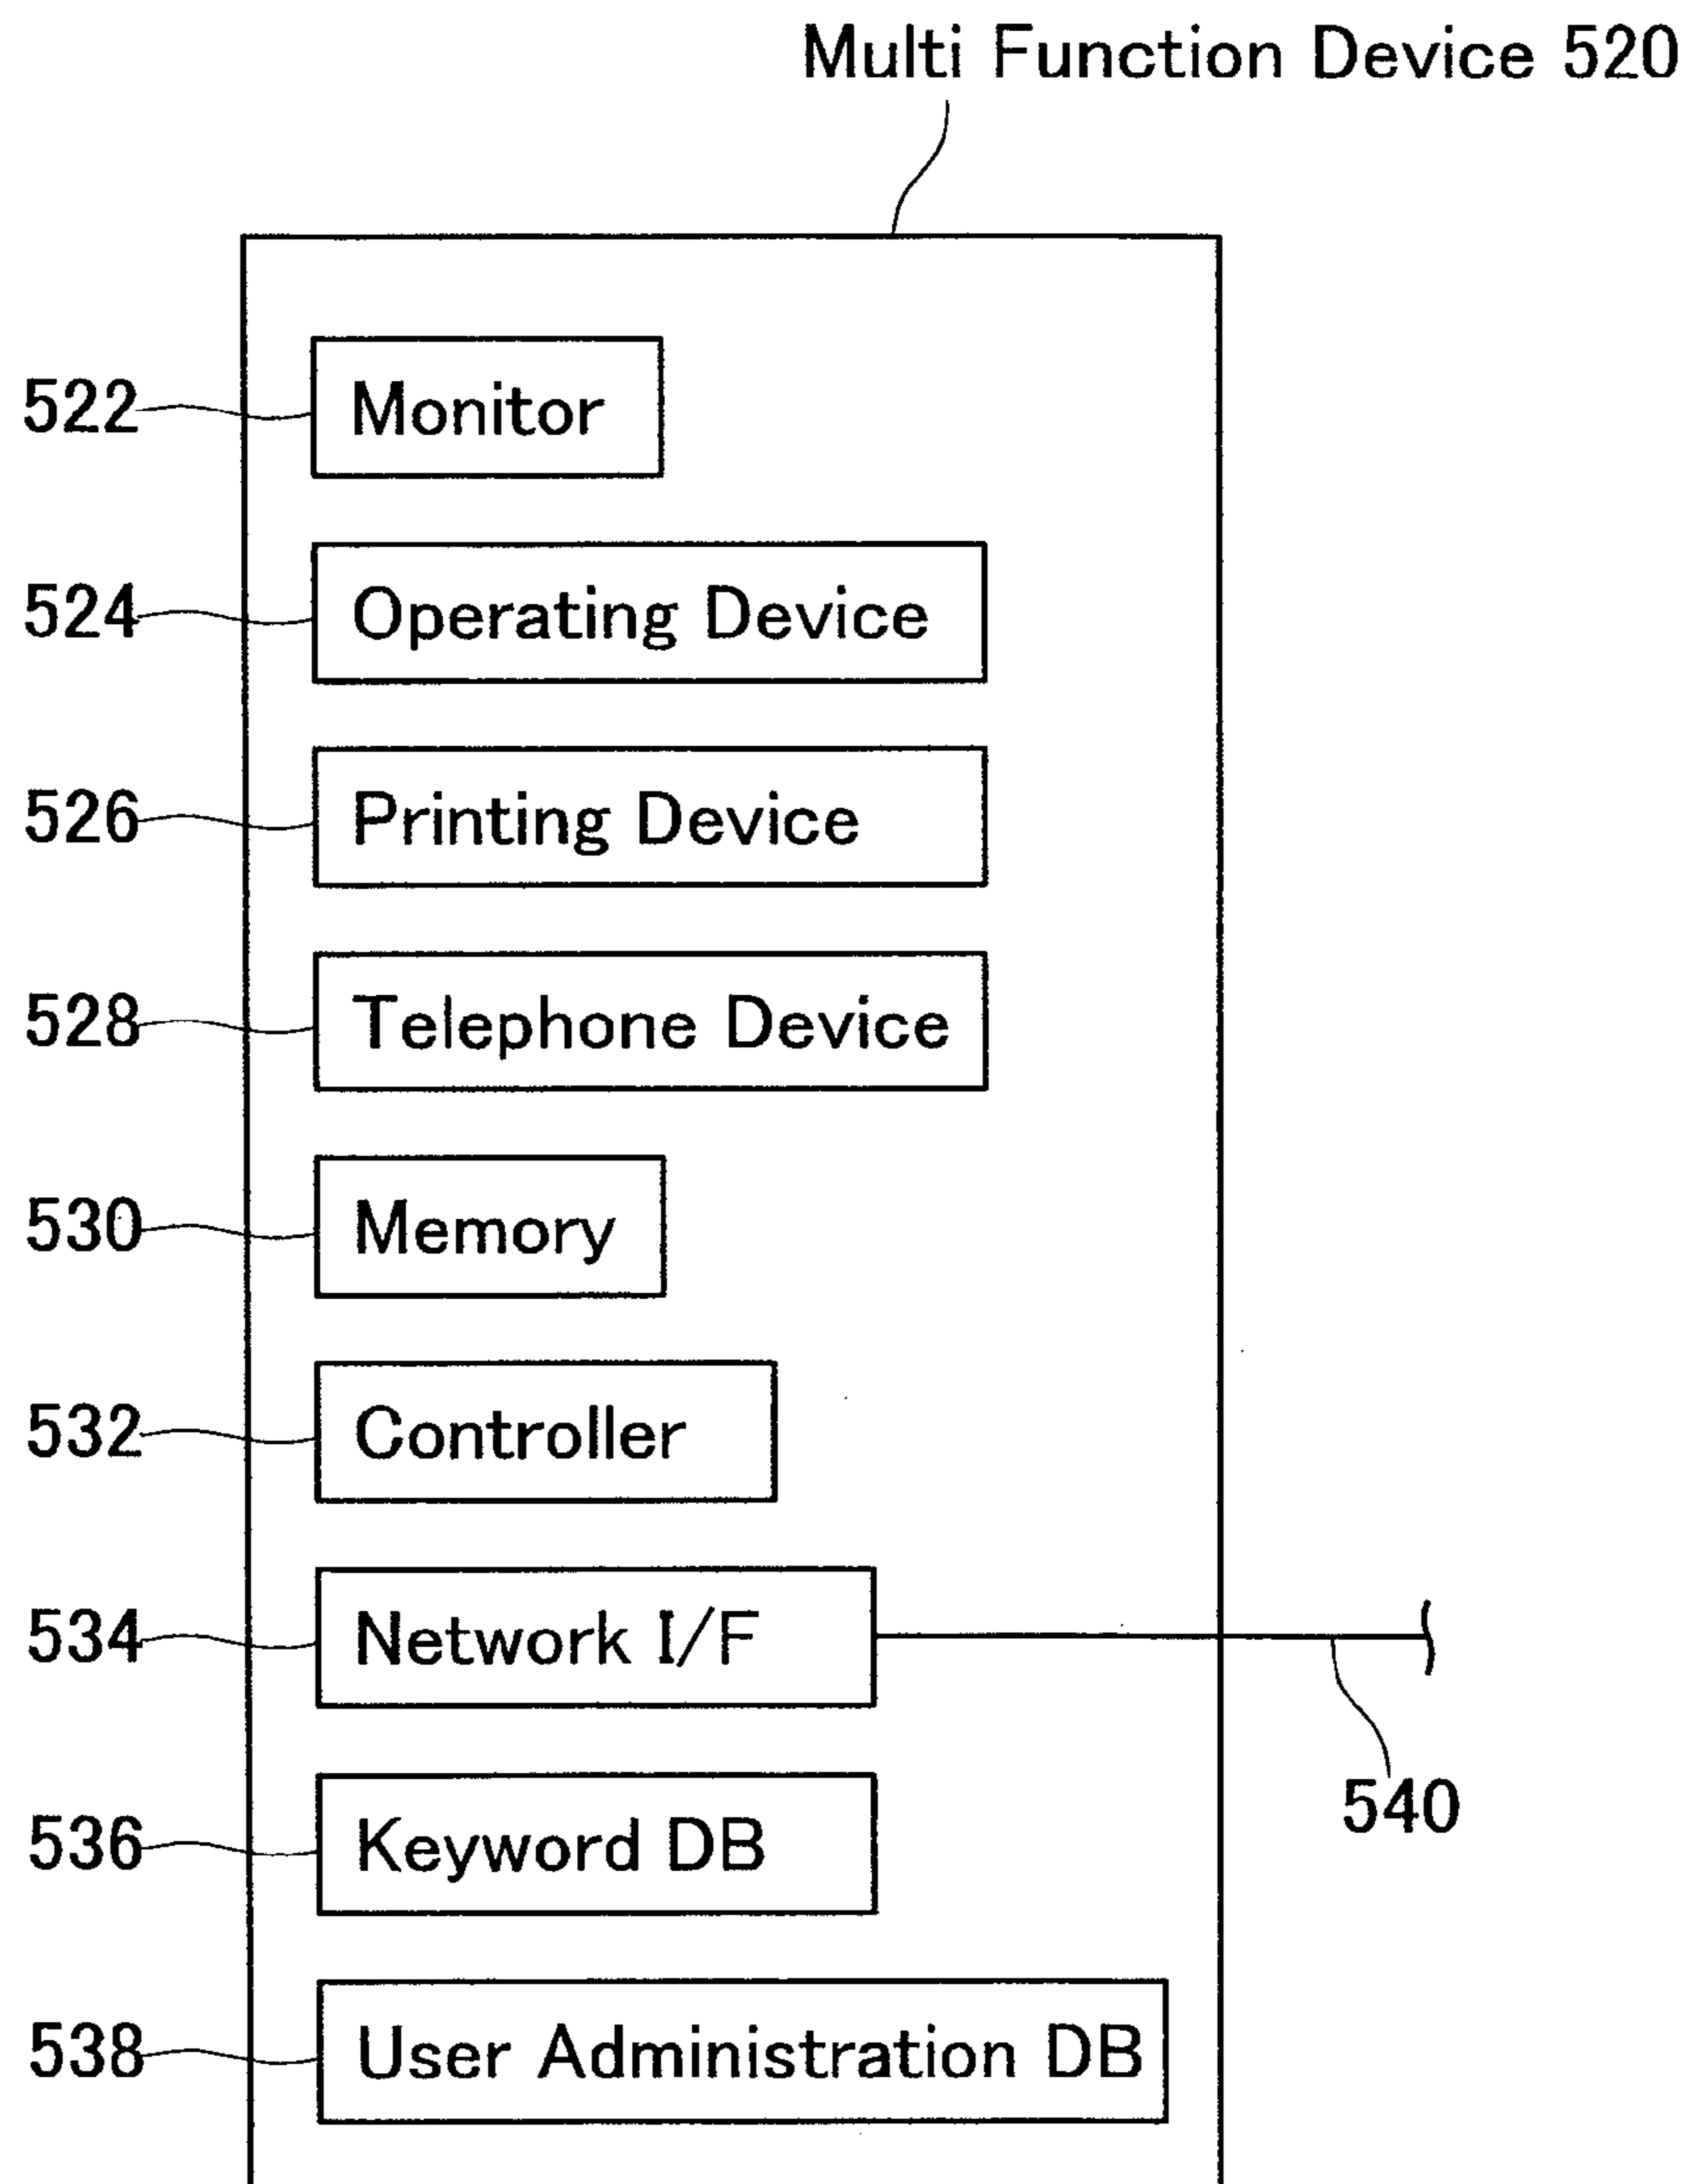 Multi Function Device 520
522 Monitor
524 Operating Device
526 Printing Device
528 Telephone Device
530 Memory
532 Controller
534 Network I/F
540
536 Keyword DB
538 User Administration DB